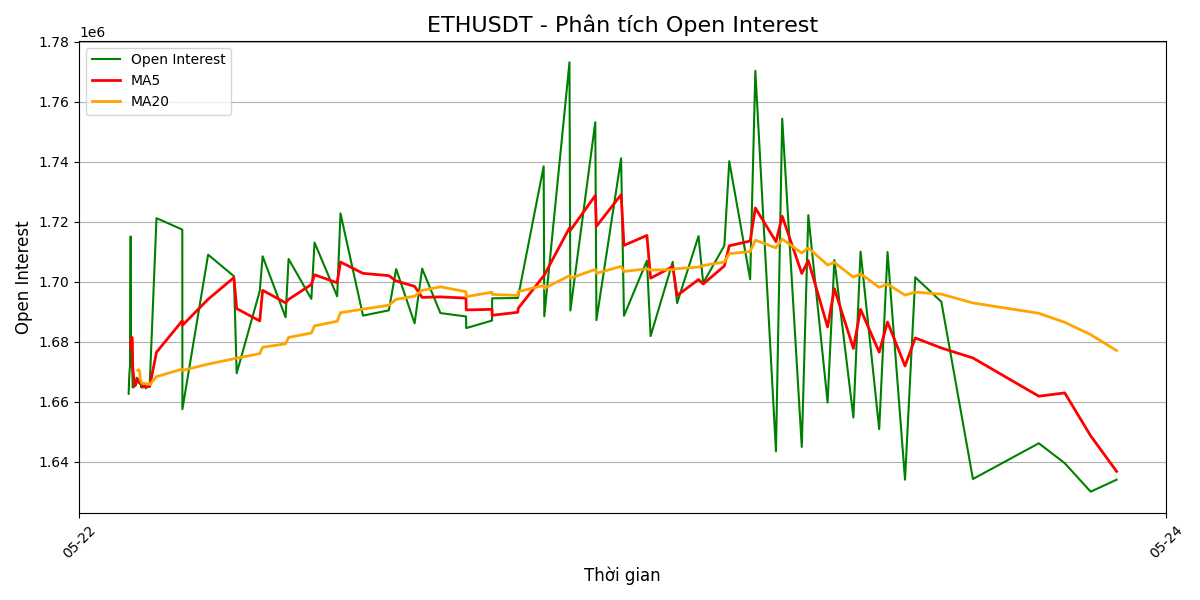 ETHUSDT - Phân tích Open Interest
1e6
1.78
1.76
1.74
1.72
1.70
1.68
1.66
1.64
Open Interest
MA5
MA20
Open Interest
05-22
05-24
Thời gian